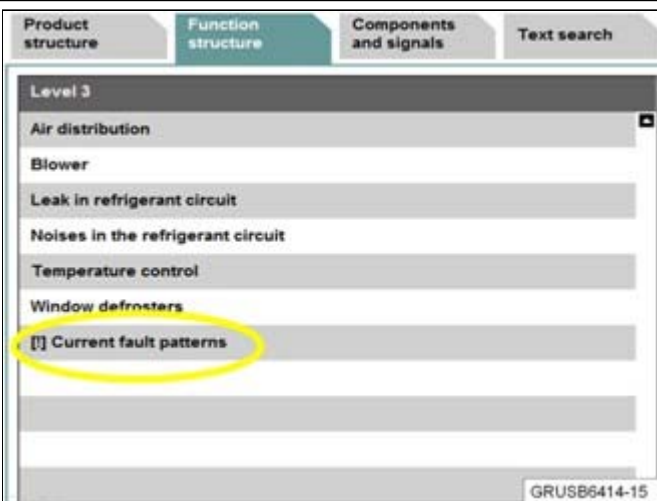 Product
structure
Function
structure
Components
and signals
Text search
Level 3
Air distribution
Blower
Leak in refrigerant circuit
Noises in the refrigerant circuit
Temperature control
Window defrosters
[!] Current fault patterns
GRUSB6414-15